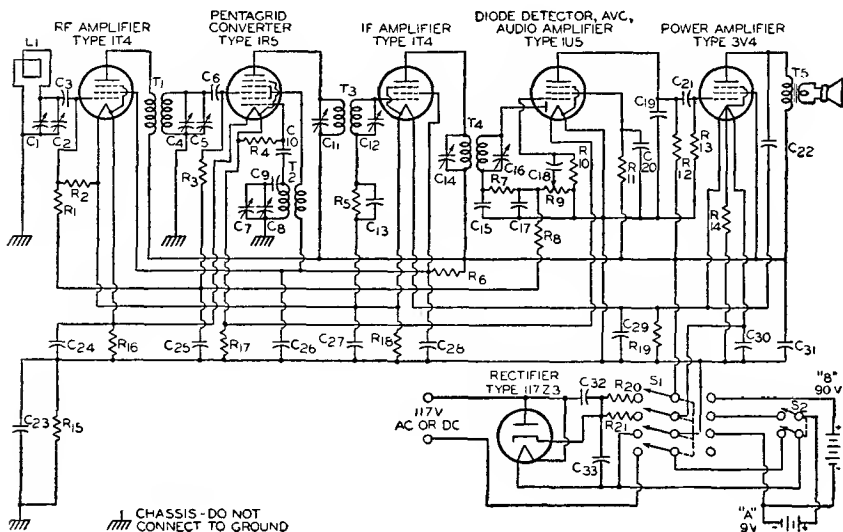 RF AMPLIFIER
TYPE 1T4
PENTAGRID
CONVERTER
TYPE 1R5
IF AMPLIFIER
TYPE 1T4
DIODE DETECTOR, AVC,
AUDIO AMPLIFIER
TYPE 1U5
POWER AMPLIFIER
TYPE 3V4
L1
C3
T1
C6
T3
T4
C19
C21
T5
C1
C2
C4
C5
R4
C10
C11
C12
C14
C16
C18
R10
R11
C20
R12
R13
C22
R1
R2
R3
C9
T2
C7
C8
R5
C13
R7
R9
C15
C17
R8
R14
R6
C24
R16
C25
R17
C26
C27
R18
C28
C29
R19
C30
C31
C23
R15
RECTIFIER
TYPE 117Z3
117V
AC OR DC
C32
R20
R21
C33
S1
S2
"B"
90 V
"A"
9V
CHASSIS - DO NOT
CONNECT TO GROUND